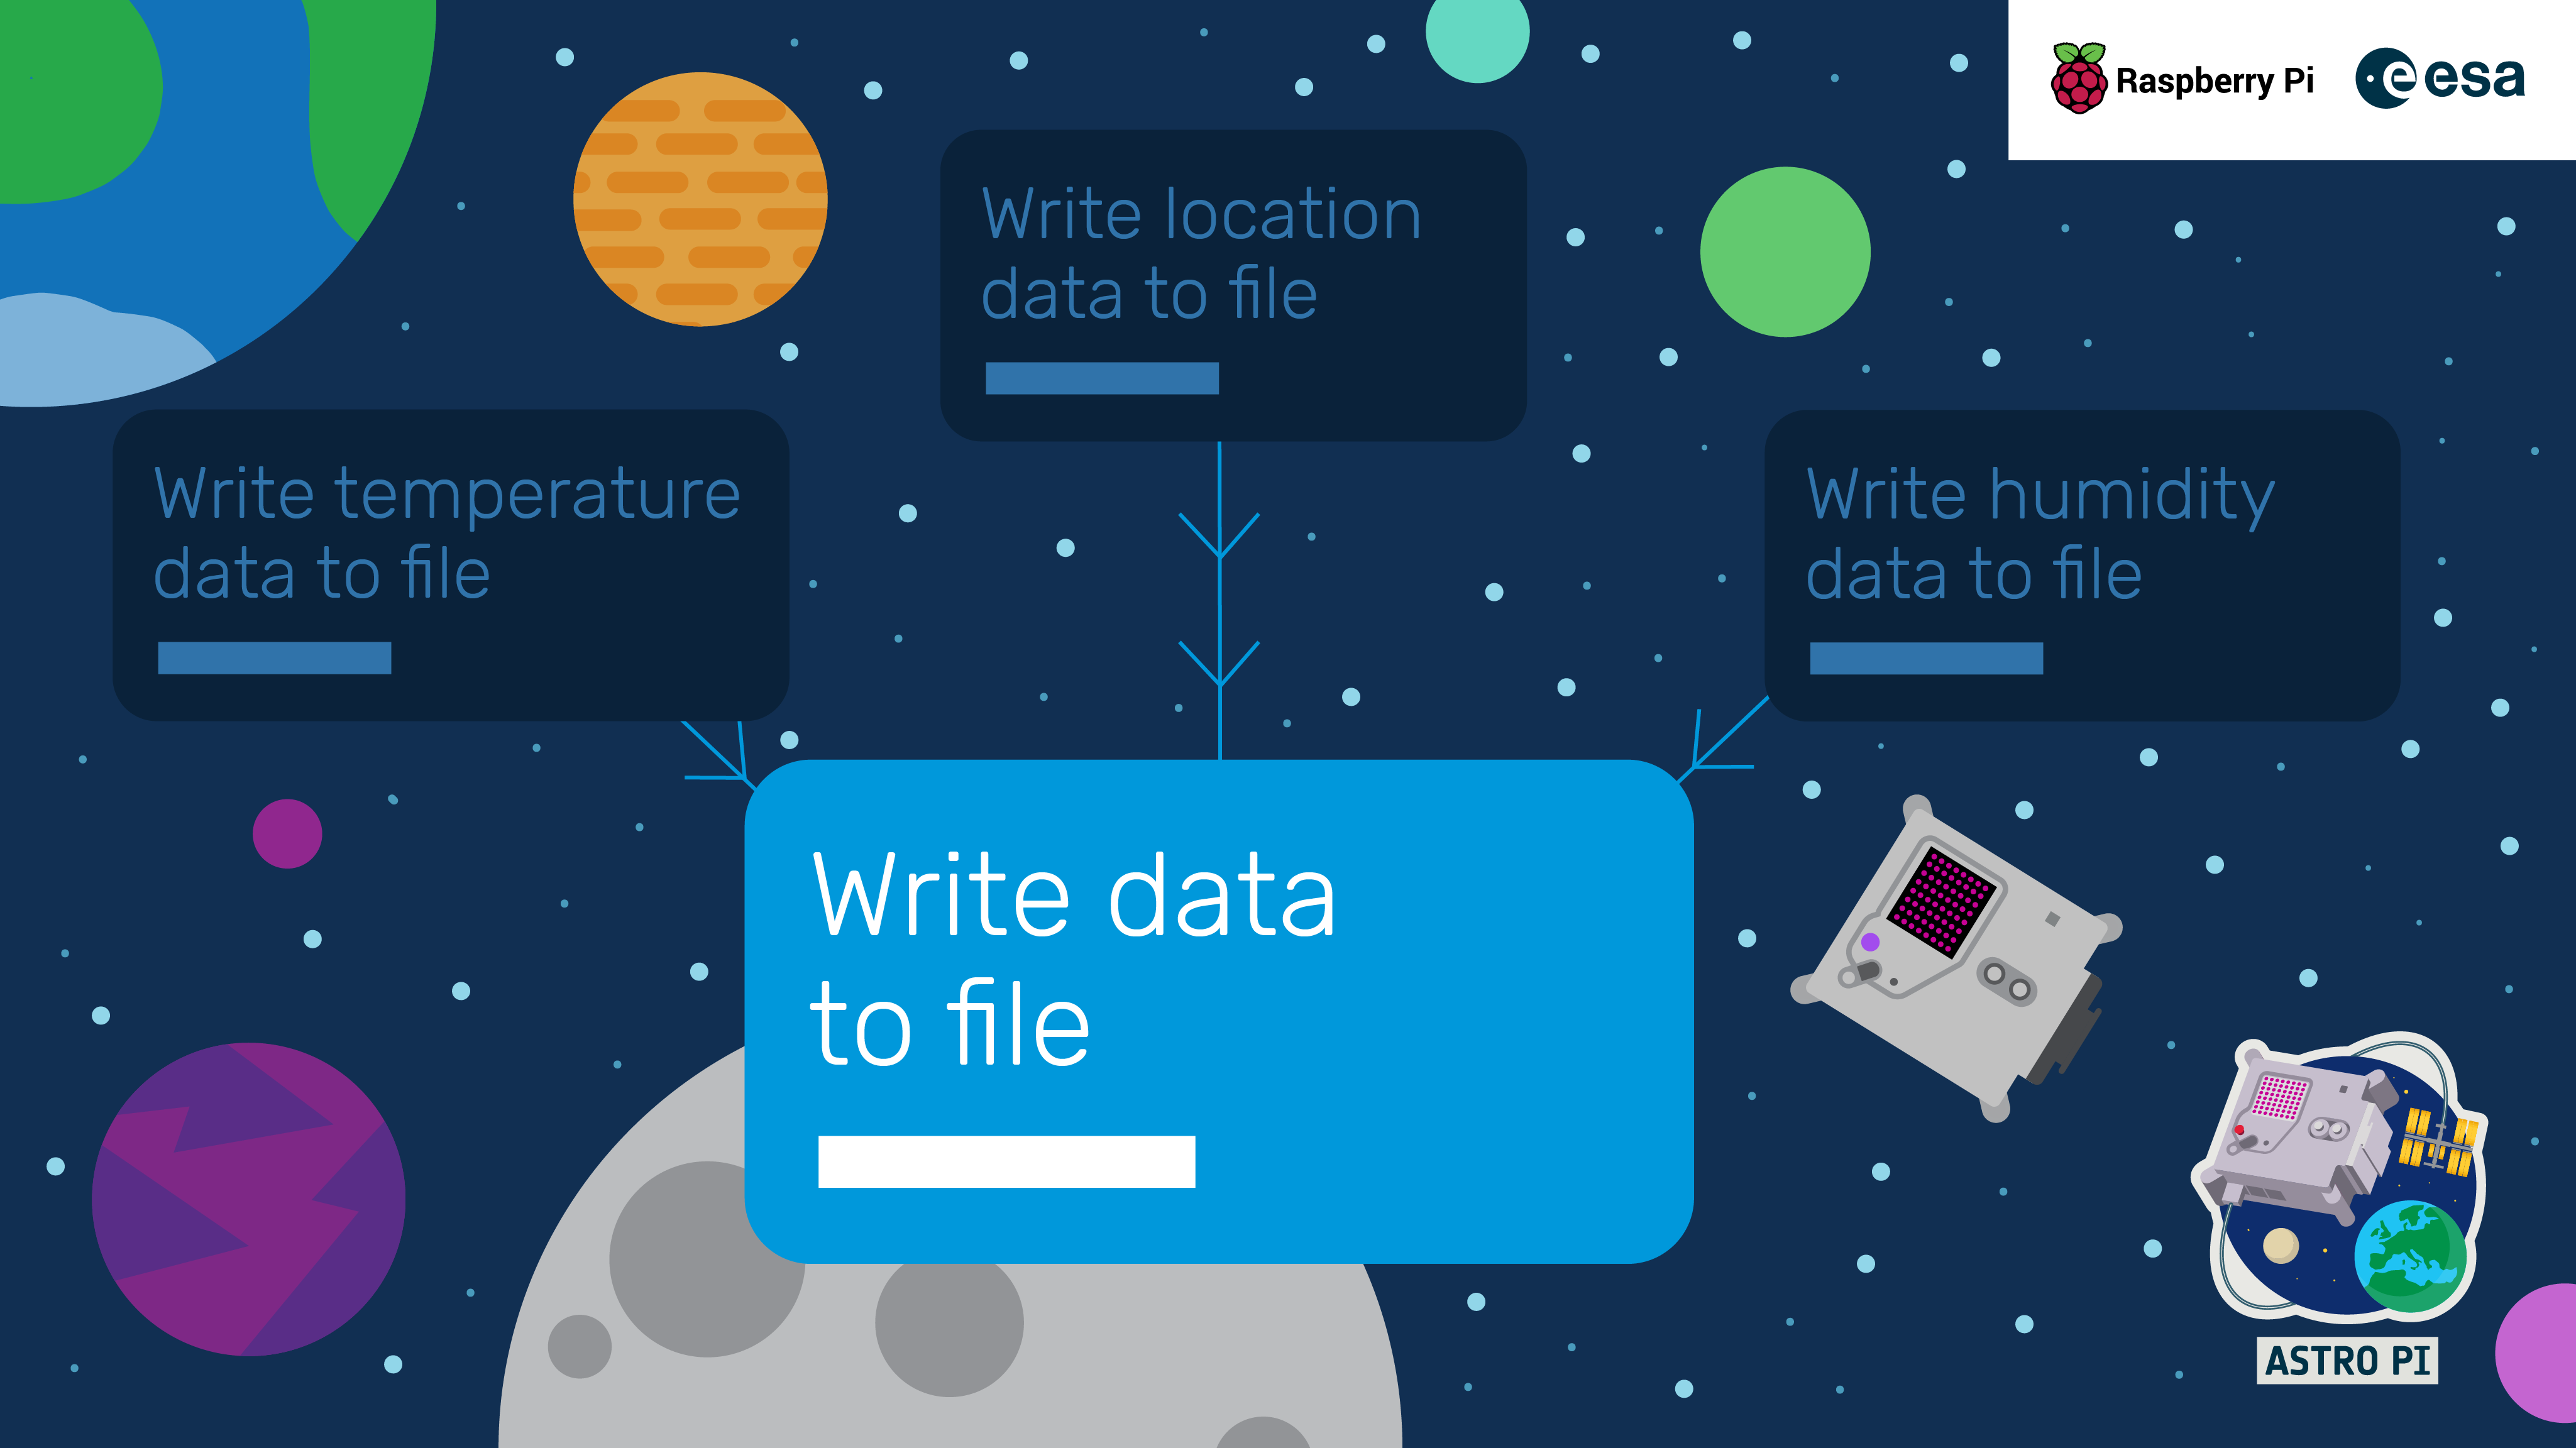 Raspberry Pi
esa
Write location
data to file
Write temperature
data to file
Write humidity
data to file
Write data
to file
ASTRO PI